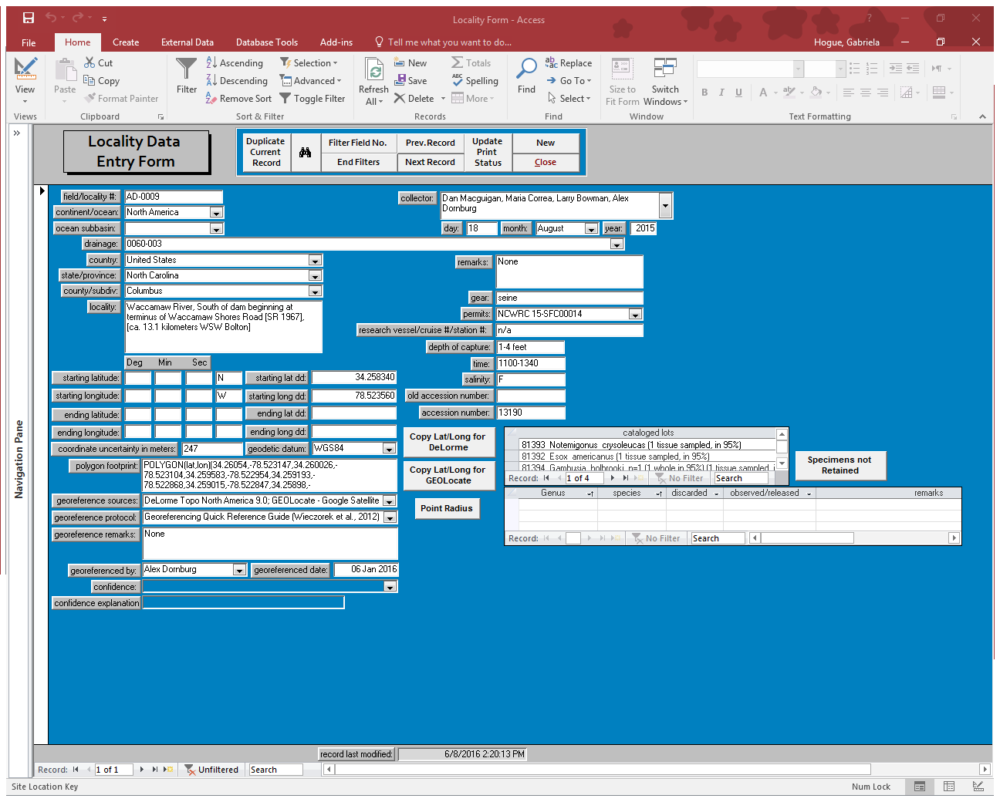 Locality Form - Access
?
File
Home
Create
External Data
Database Tools
Add-ins
Tell me what you want to do...
Hogue, Gabriela
View
Views
Paste
Cut
Copy
Format Painter
Clipboard
Filter
Ascending
Descending
Remove Sort
Selection
Advanced
Toggle Filter
Sort & Filter
Refresh
All
New
Save
Delete
Totals
Spelling
More
Records
Find
Replace
Go To
Select
Find
Size to
Fit Form
Switch
Windows
Window
B I U
Text Formatting
Navigation Pane
Locality Data
Entry Form
Duplicate
Current
Record
Filter Field No.
End Filters
Prev.Record
Next Record
Update
Print
Status
New
Close
field/locality #: AD-0009
continent/ocean: North America
ocean subbasin:
drainage: 0060-003
country: United States
state/province: North Carolina
county/subdiv: Columbus
locality: Waccamaw River, South of dam beginning at
terminus of Waccamaw Shores Road [SR 1967],
[ca. 13.1 kilometers WSW Bolton]
collector: Dan Macguigan, Maria Correa, Larry Bowman, Alex
Dornburg
day: 18 month: August year: 2015
remarks: None
gear: seine
permits: NCWRC 15-SFC00014
research vessel/cruise #/station #: n/a
depth of capture: 1-4 feet
time: 1100-1340
salinity: F
old accession number:
accession number: 13190
Deg Min Sec
starting latitude: N starting lat dd: 34.258340
starting longitude: W starting long dd: 78.523560
ending latitude: ending lat dd:
ending longitude: ending long dd:
coordinate uncertainty in meters: 247 geodetic datum: WGS84
polygon footprint: POLYGON(lat,lon)(34.26054,-78.523147,34.260026,-
78.523104,34.259583,-78.522954,34.259193,-
78.522868,34.259015,-78.522847,34.25898,-
georeference sources: DeLorme Topo North America 9.0; GEOLocate - Google Satellite
georeference protocol: Georeferencing Quick Reference Guide (Wieczorek et al., 2012)
georeference remarks: None
georeferenced by: Alex Dornburg georeferenced date: 06 Jan 2016
confidence:
confidence explanation
Copy Lat/Long for
DeLorme
Copy Lat/Long for
GEOLocate
Point Radius
cataloged lots
81393 Notemigonus crysoleucas (1 tissue sampled, in 95%)
81392 Esox americanus (1 tissue sampled, in 95%)
81394 Gambusia holbrooki n=1 (1 whole in 95%) (1 tissue sampled i
Record: 1 of 4 No Filter Search
Specimens not
Retained
Genus species discarded observed/released remarks
Record: No Filter Search
record last modified: 6/8/2016 2:20:13 PM
Record: 1 of 1 Unfiltered Search
Site Location Key
Num Lock